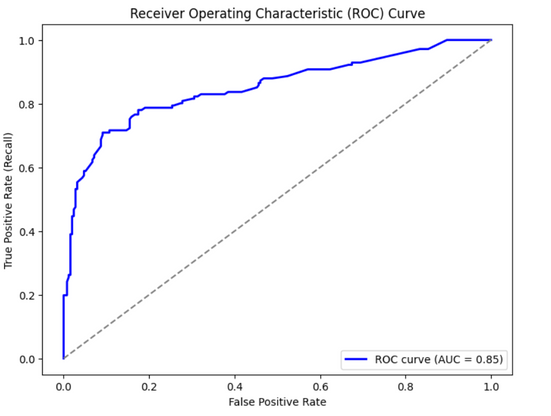 Receiver Operating Characteristic (ROC) Curve
1.0
0.8
0.6
0.4
0.2
0.0
True Positive Rate (Recall)
ROC curve (AUC = 0.85)
0.0 0.2 0.4 0.6 0.8 1.0
False Positive Rate